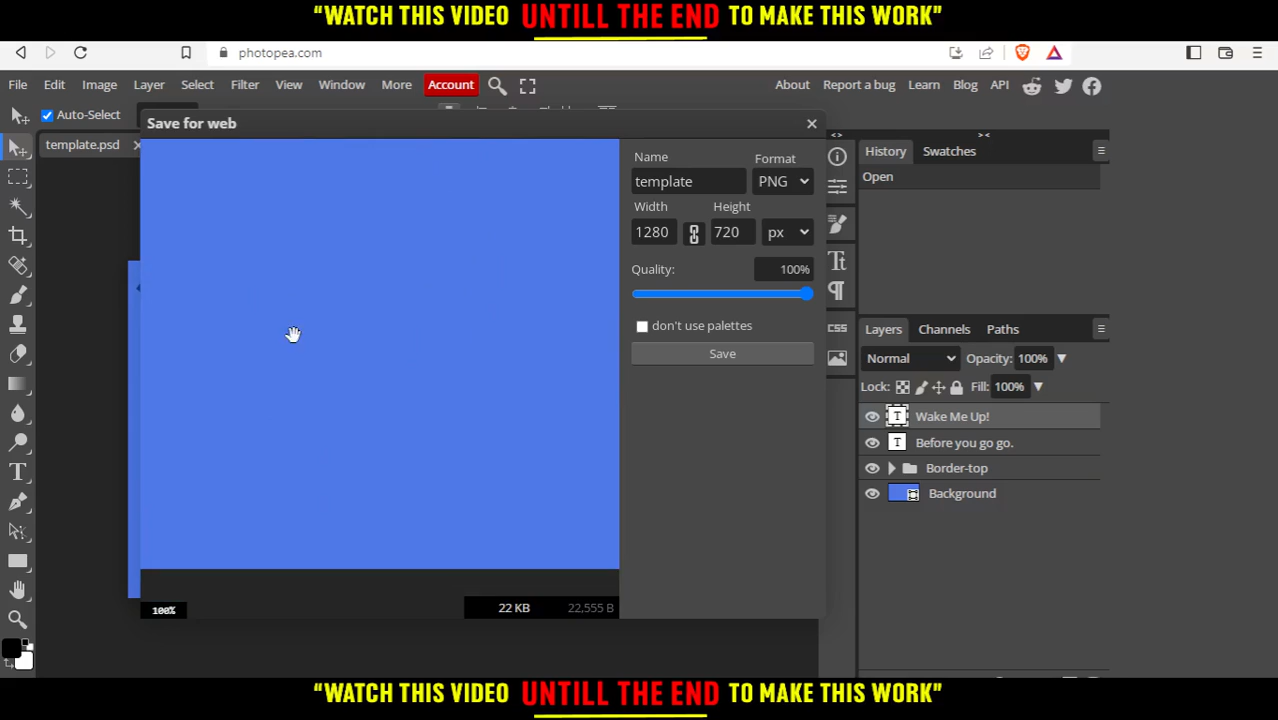 “WATCH THIS VIDEO UNTILL THE END TO MAKE THIS WORK”
photopea.com
File Edit Image Layer Select Filter View Window More Account About Report a bug Learn Blog API
Auto-Select
Save for web
template.psd
Name Format
template PNG
Width Height
1280 720 px
Quality: 100%
don't use palettes
Save
100%
22 KB 22,555 B
< > > <
History Swatches
Open
CSS
Layers Channels Paths
Normal Opacity: 100%
Lock: Fill: 100%
T Wake Me Up!
T Before you go go.
Border-top
Background
“WATCH THIS VIDEO UNTILL THE END TO MAKE THIS WORK”